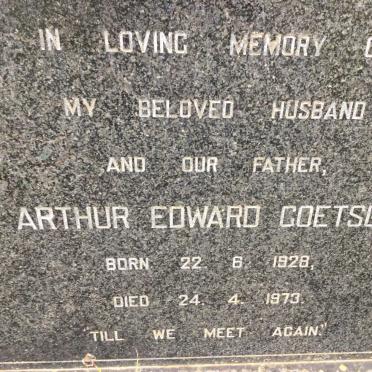 IN LOVING MEMORY O
MY BELOVED HUSBAND
AND OUR FATHER,
ARTHUR EDWARD COETS
BORN 22. 6. 1928,
DIED 24. 4. 1973.
"TILL WE MEET AGAIN."